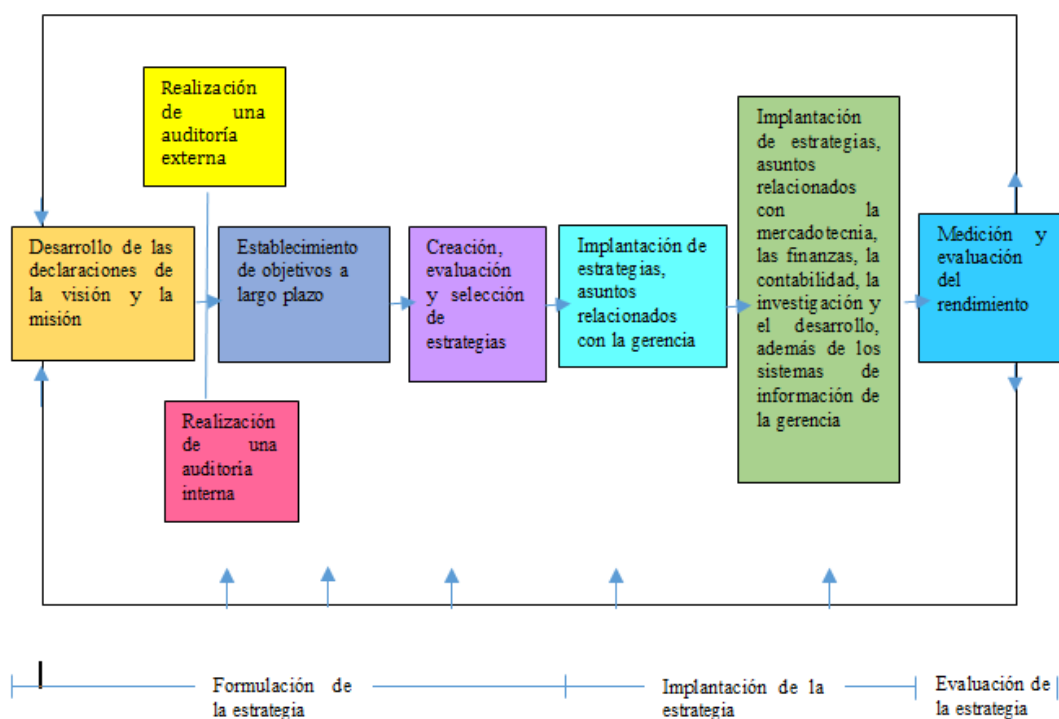 Realización
de una
auditoría
externa
Desarrollo de las
declaraciones de
la visión y la
misión
Realización
de una
auditoría
interna
Establecimiento
de objetivos a
largo plazo
Creación,
evaluación
y selección
de
estrategias
Implantación de
estrategias,
asuntos
relacionados
con la gerencia
Implantación
de estrategias,
asuntos
relacionados
con la
mercadotecnia,
las finanzas, la
contabilidad, la
investigación y
el desarrollo,
además de los
sistemas de
información de
la gerencia
Medición y
evaluación
del
rendimiento
Formulación de
la estrategia
Implantación de la
estrategia
Evaluación de
la estrategia